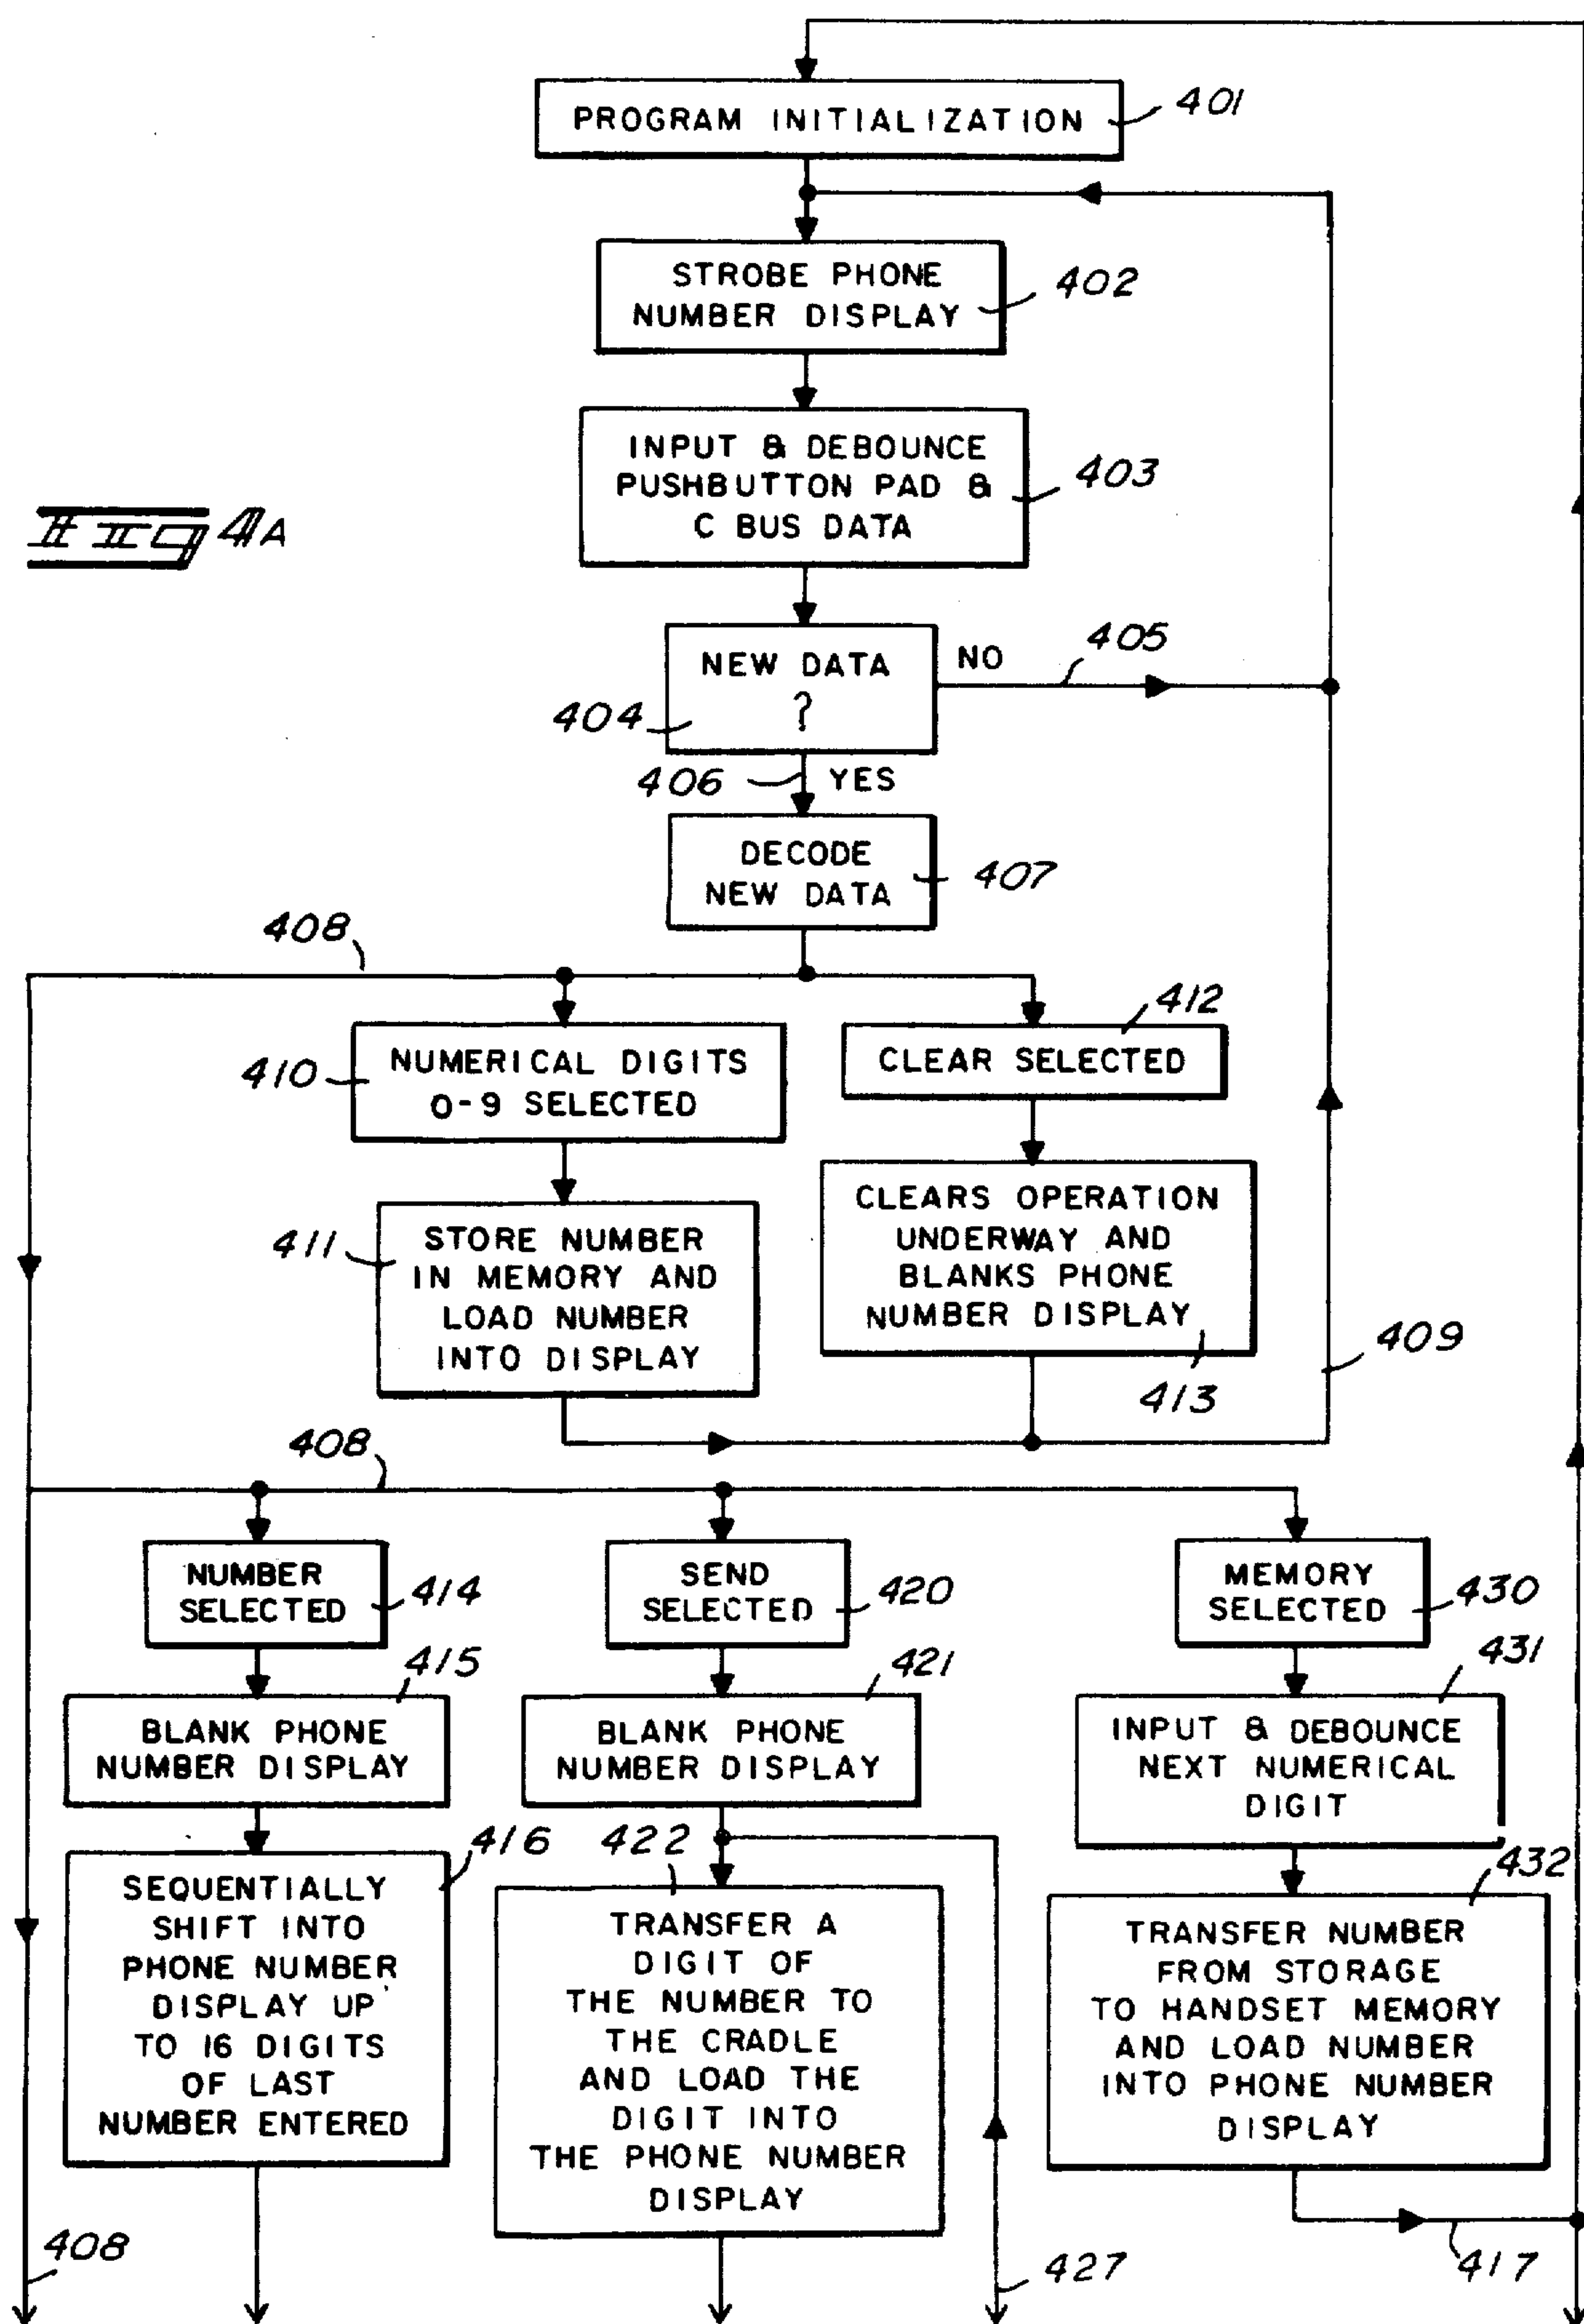 PROGRAM INITIALIZATION
401
STROBE PHONE
NUMBER DISPLAY
402
INPUT & DEBOUNCE
PUSHBUTTON PAD &
C BUS DATA
403
Fig 4A
NEW DATA
?
404
NO
405
406
YES
DECODE
NEW DATA
407
408
NUMERICAL DIGITS
0-9 SELECTED
410
CLEAR SELECTED
412
STORE NUMBER
IN MEMORY AND
LOAD NUMBER
INTO DISPLAY
411
CLEARS OPERATION
UNDERWAY AND
BLANKS PHONE
NUMBER DISPLAY
413
409
408
NUMBER
SELECTED
414
SEND
SELECTED
420
MEMORY
SELECTED
430
415
BLANK PHONE
NUMBER DISPLAY
421
BLANK PHONE
NUMBER DISPLAY
431
INPUT & DEBOUNCE
NEXT NUMERICAL
DIGIT
416
SEQUENTIALLY
SHIFT INTO
PHONE NUMBER
DISPLAY UP
TO 16 DIGITS
OF LAST
NUMBER ENTERED
422
TRANSFER A
DIGIT OF
THE NUMBER TO
THE CRADLE
AND LOAD THE
DIGIT INTO
THE PHONE NUMBER
DISPLAY
432
TRANSFER NUMBER
FROM STORAGE
TO HANDSET MEMORY
AND LOAD NUMBER
INTO PHONE NUMBER
DISPLAY
408
427
417